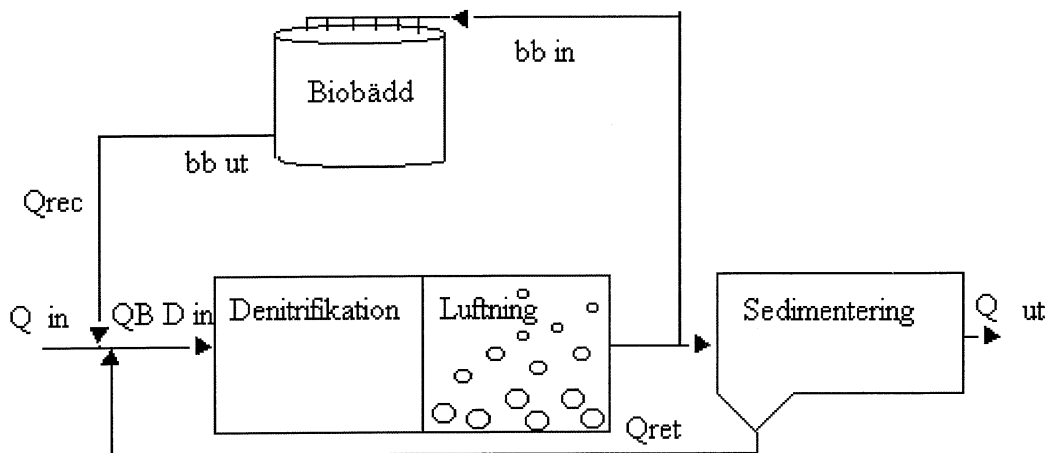 bb in
Biobädd
bb ut
Qrec
Q in
QB D in
Denitrifikation
Luftning
Sedimentering
Q ut
Qret